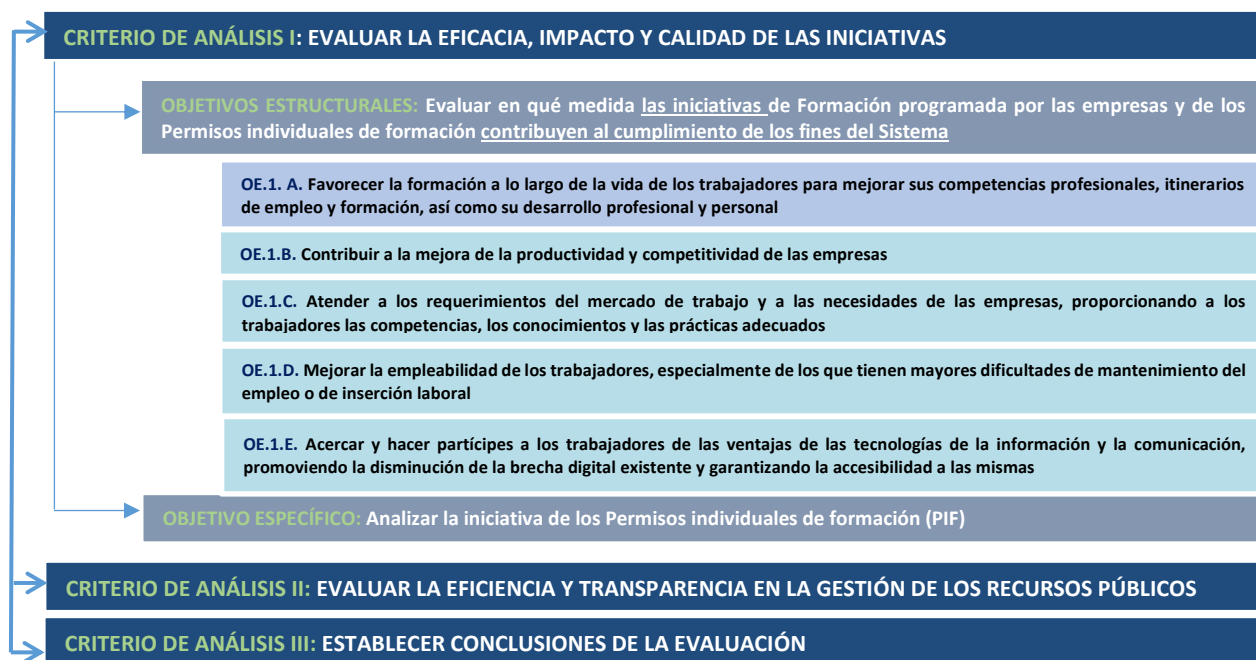 CRITERIO DE ANÁLISIS I: EVALUAR LA EFICACIA, IMPACTO Y CALIDAD DE LAS INICIATIVAS
OBJETIVOS ESTRUCTURALES: Evaluar en qué medida las iniciativas de Formación programada por las empresas y de los
Permisos individuales de formación contribuyen al cumplimiento de los fines del Sistema
OE.1. A. Favorecer la formación a lo largo de la vida de los trabajadores para mejorar sus competencias profesionales, itinerarios
de empleo y formación, así como su desarrollo profesional y personal
OE.1.B. Contribuir a la mejora de la productividad y competitividad de las empresas
OE.1.C. Atender a los requerimientos del mercado de trabajo y a las necesidades de las empresas, proporcionando a los
trabajadores las competencias, los conocimientos y las prácticas adecuados
OE.1.D. Mejorar la empleabilidad de los trabajadores, especialmente de los que tienen mayores dificultades de mantenimiento del
empleo o de inserción laboral
OE.1.E. Acercar y hacer partícipes a los trabajadores de las ventajas de las tecnologías de la información y la comunicación,
promoviendo la disminución de la brecha digital existente y garantizando la accesibilidad a las mismas
OBJETIVO ESPECÍFICO: Analizar la iniciativa de los Permisos individuales de formación (PIF)
CRITERIO DE ANÁLISIS II: EVALUAR LA EFICIENCIA Y TRANSPARENCIA EN LA GESTIÓN DE LOS RECURSOS PÚBLICOS
CRITERIO DE ANÁLISIS III: ESTABLECER CONCLUSIONES DE LA EVALUACIÓN